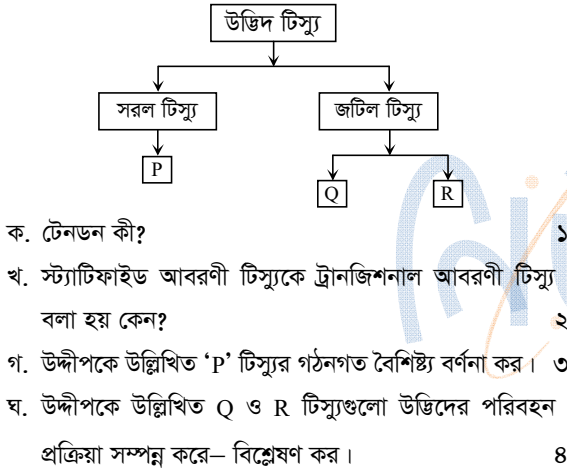 উদ্ভিদ টিস্যু
সরল টিস্যু জটিল টিস্যু
P
Q R
ক. টেনডন কী? ১
খ. স্ট্যাটিফাইড আবরণী টিস্যুকে ট্রানজিশনাল আবরণী টিস্যু
বলা হয় কেন? ২
গ. উদ্দীপকে উল্লিখিত ‘P’ টিস্যুর গঠনগত বৈশিষ্ট্য বর্ণনা কর। ৩
ঘ. উদ্দীপকে উল্লিখিত Q ও R টিস্যুগুলো উদ্ভিদের পরিবহন
প্রক্রিয়া সম্পন্ন করে– বিশ্লেষণ কর। ৪